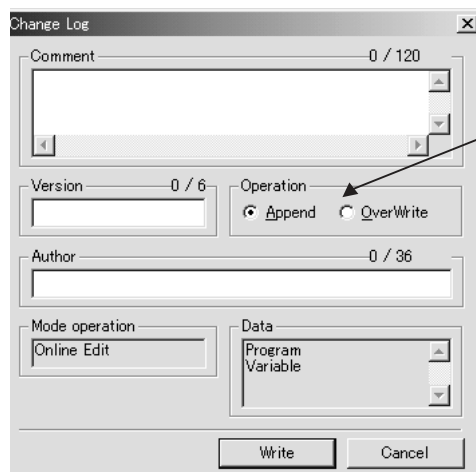 Change Log
Comment 0 / 120
Version 0 / 6 Operation
Append OverWrite
Author 0 / 36
Mode operation Data
Online Edit Program
Variable
Write Cancel